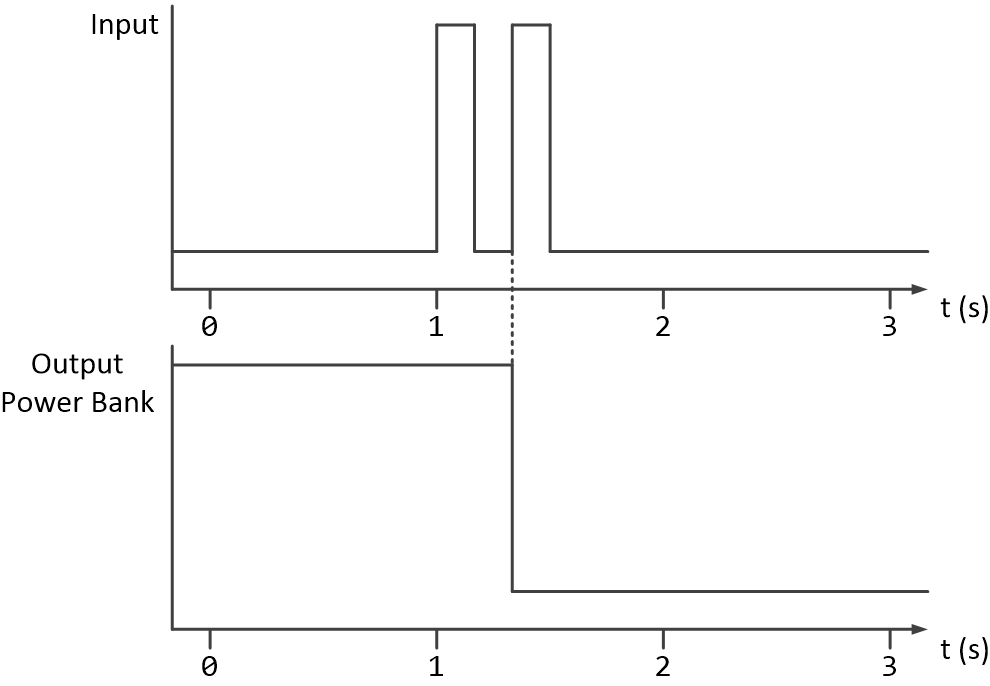 Input
0 1 2 3 t (s)
Output
Power Bank
0 1 2 3 t (s)